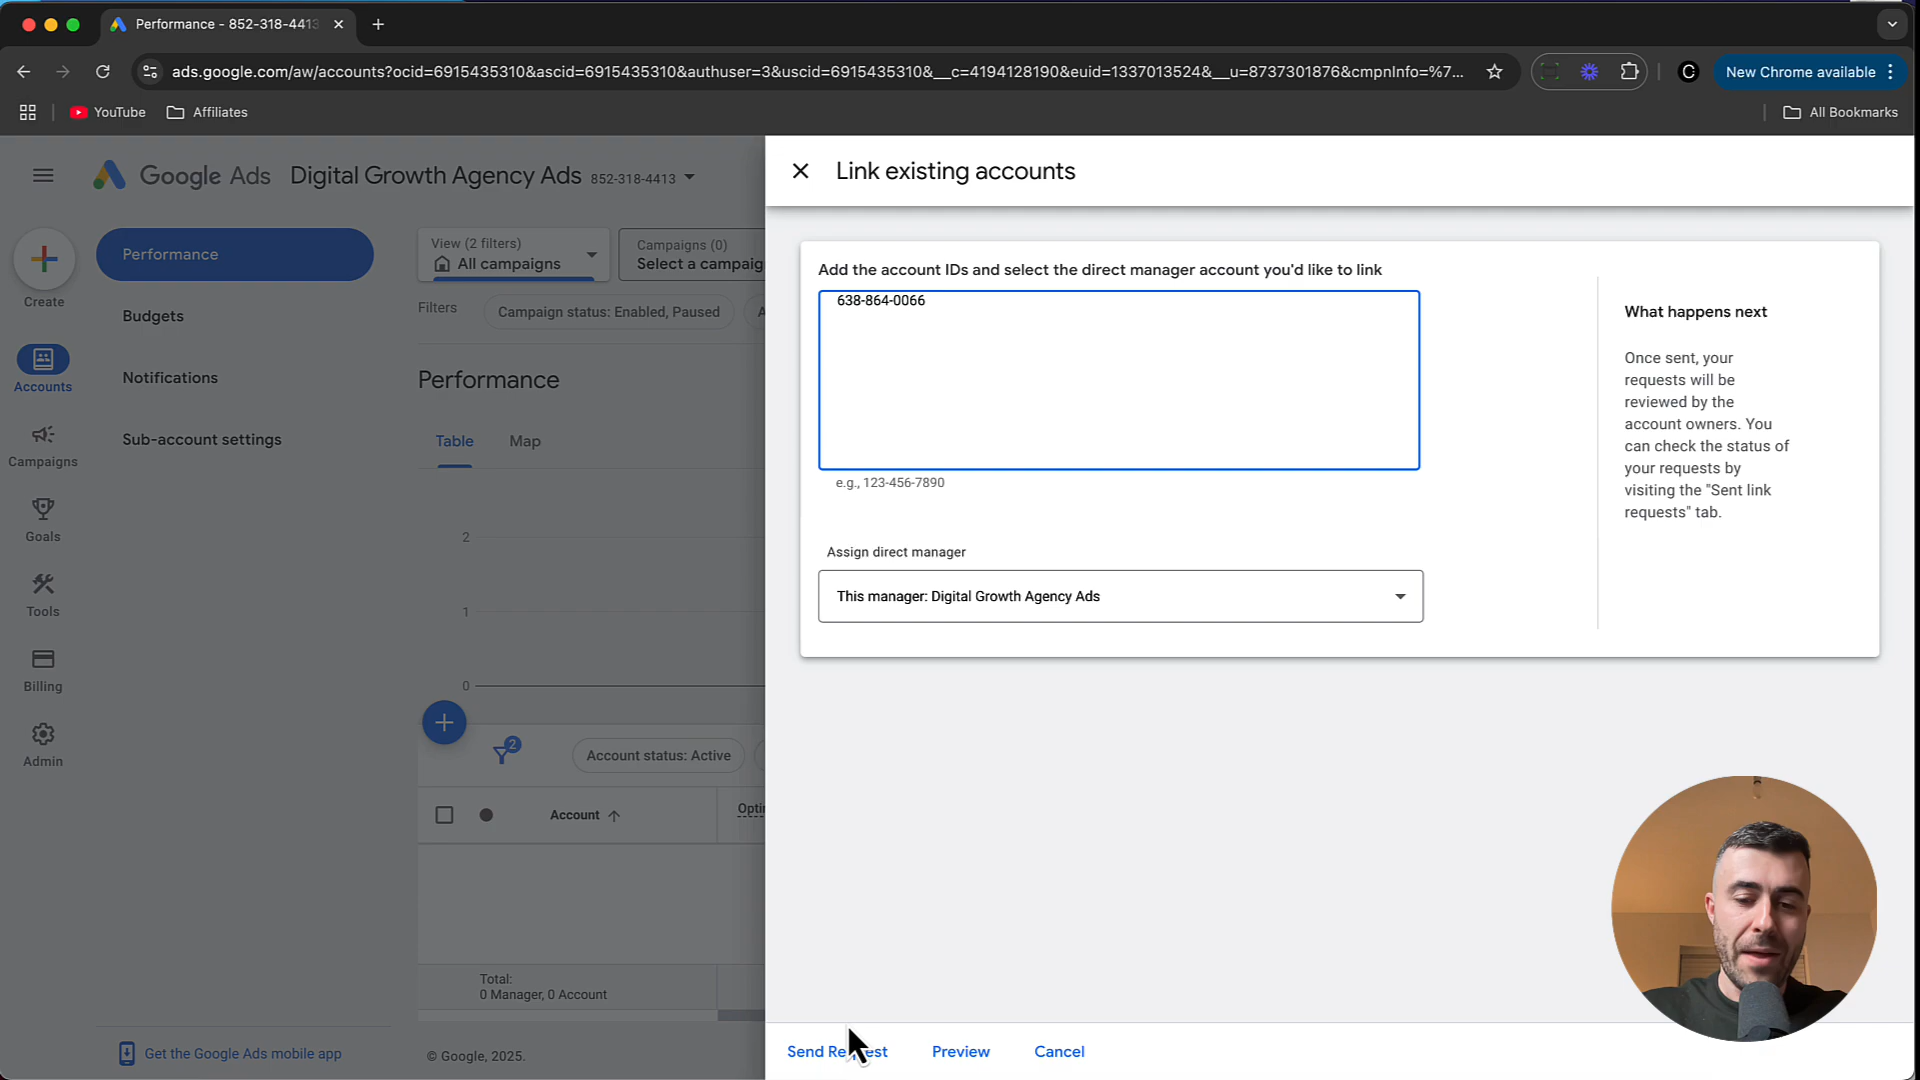 Performance - 852-318-4413
ads.google.com/aw/accounts?ocid=6915435310&ascid=6915435310&authuser=3&uscid=6915435310&__c=4194128190&euid=1337013524&__u=8737301876&cmpnInfo=%7...
C
New Chrome available
YouTube
Affiliates
All Bookmarks
Google Ads
Digital Growth Agency Ads 852-318-4413
Link existing accounts
Create
Accounts
Campaigns
Goals
Tools
Billing
Admin
Performance
Budgets
Notifications
Sub-account settings
Get the Google Ads mobile app
View (2 filters)
All campaigns
Campaigns (0)
Select a campaig
Filters
Campaign status: Enabled, Paused
A
Performance
Table
Map
2
1
0
2
Account status: Active
Account
Opti
Total:
0 Manager, 0 Account
© Google, 2025.
Add the account IDs and select the direct manager account you'd like to link
638-864-0066
e.g., 123-456-7890
Assign direct manager
This manager: Digital Growth Agency Ads
What happens next
Once sent, your
requests will be
reviewed by the
account owners. You
can check the status of
your requests by
visiting the "Sent link
requests" tab.
Send Request
Preview
Cancel